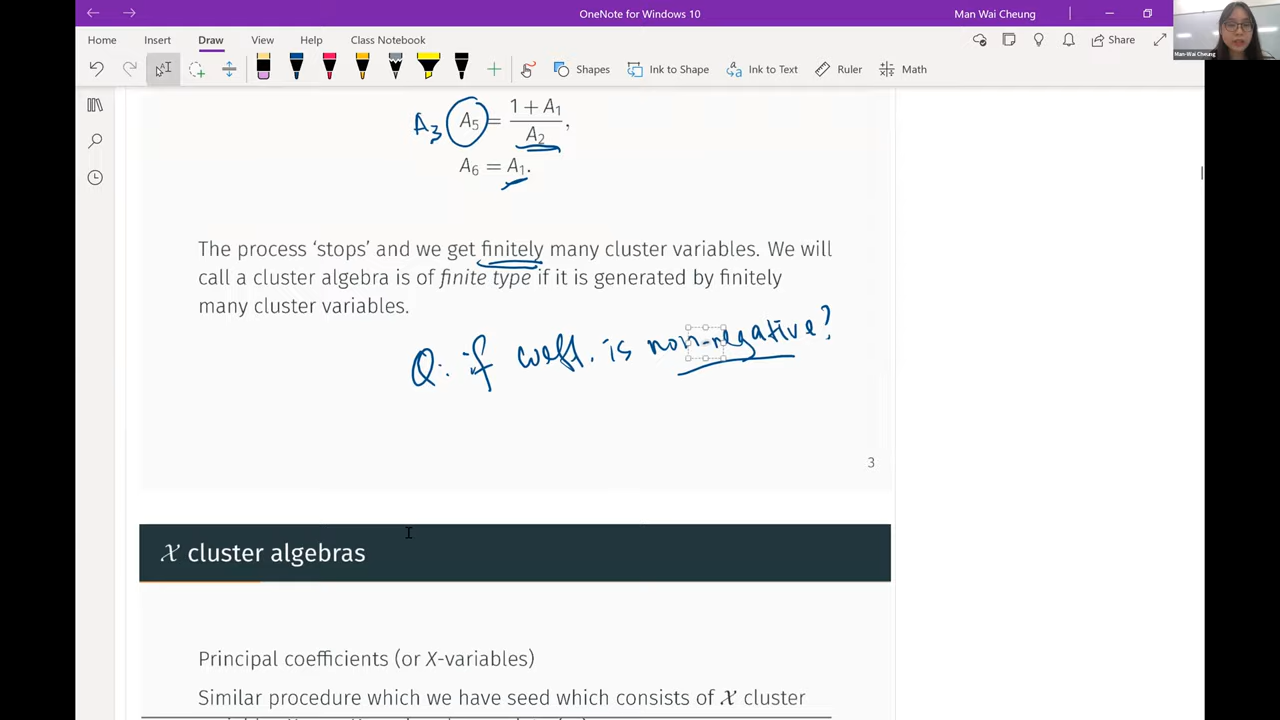 OneNote for Windows 10
Man Wai Cheung
Man-Wai Cheung
Home Insert Draw View Help Class Notebook
Share
Shapes Ink to Shape Ink to Text Ruler Math
A₃ A₅ = (1 + A₁)/A₂,
A₆ = A₁.
The process ‘stops’ and we get finitely many cluster variables. We will
call a cluster algebra is of finite type if it is generated by finitely
many cluster variables.
Q: if coeff. is non-negative?
3
𝒳 cluster algebras
Principal coefficients (or X-variables)
Similar procedure which we have seed which consists of 𝒳 cluster